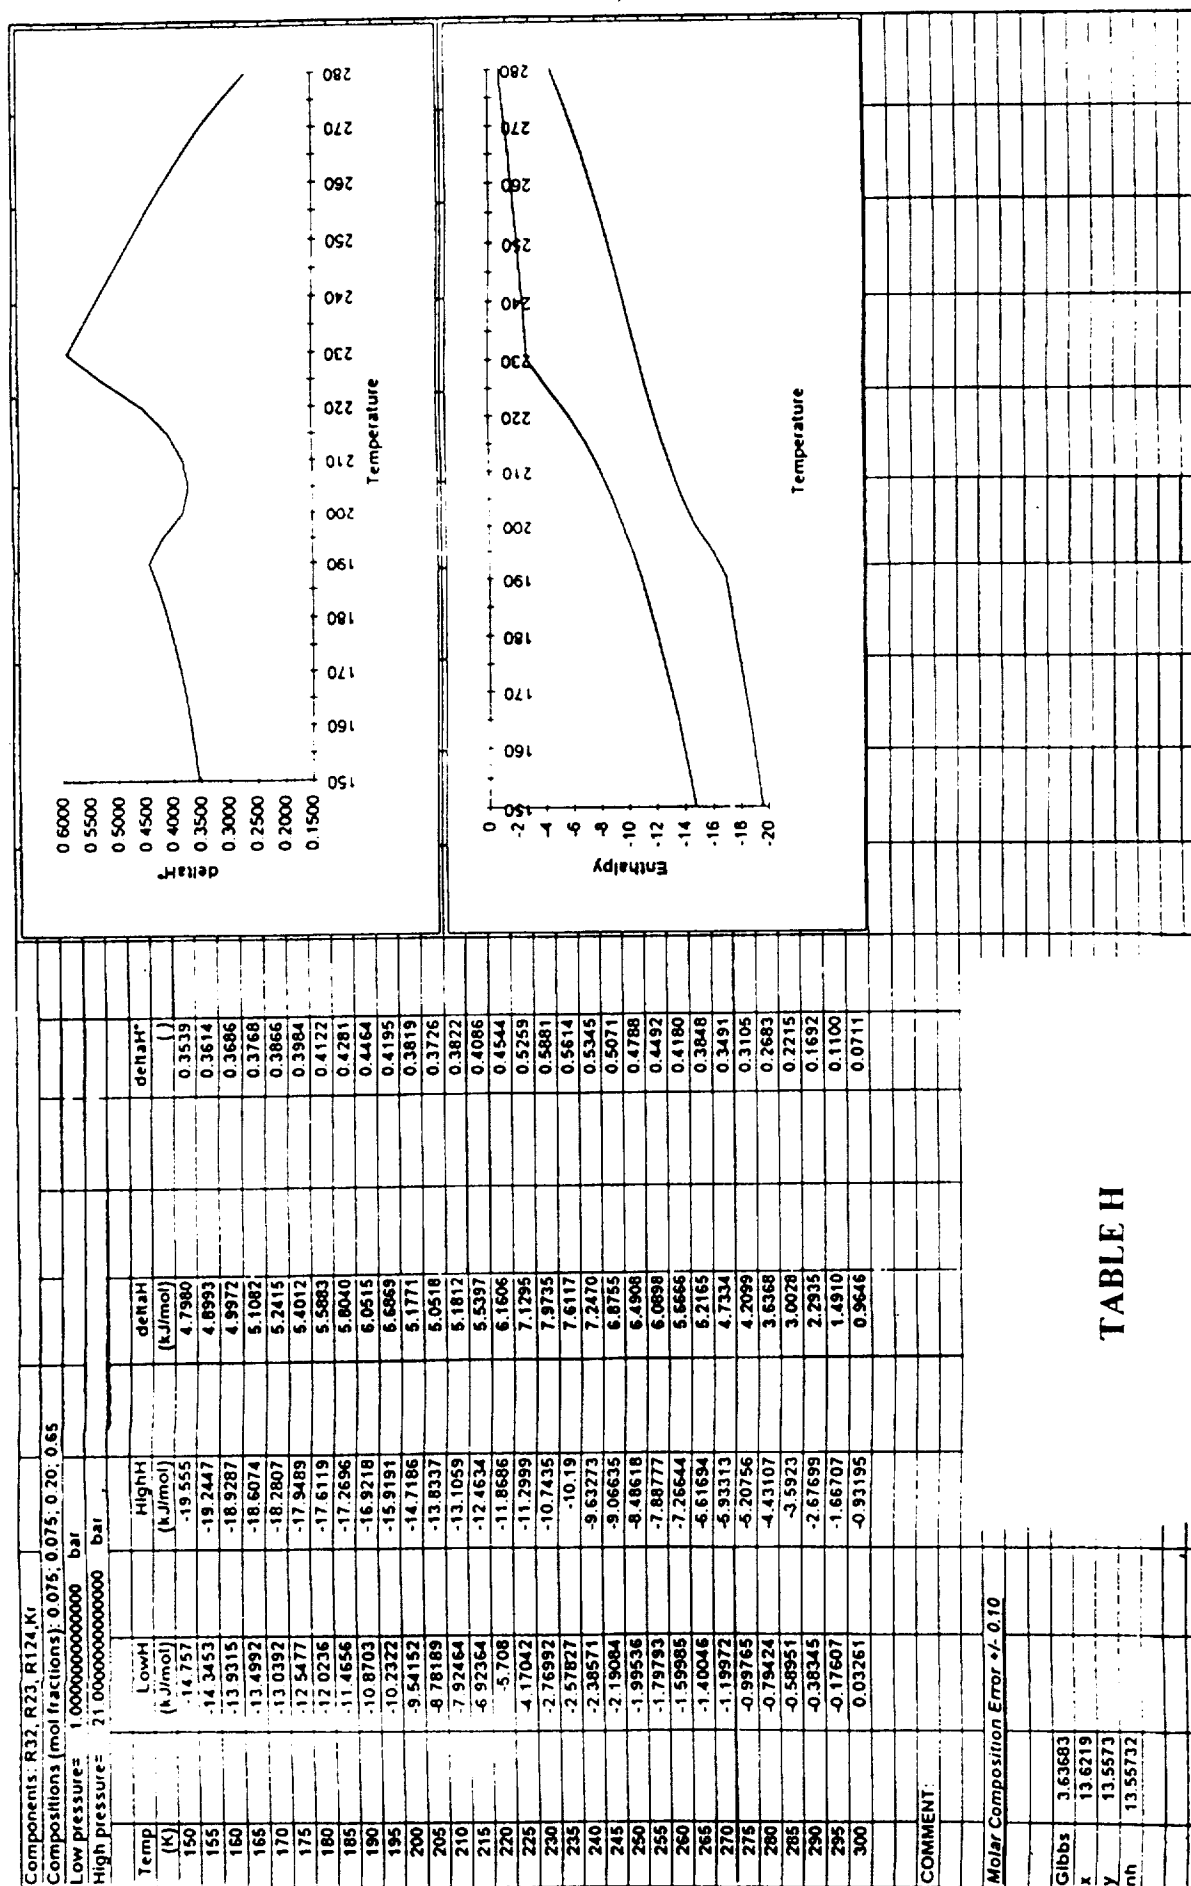 Components: R32, R23, R124, Kr
Compositions (mol fractions): 0.075; 0.075; 0.20; 0.65
Low pressure= 1.00000000000000 bar
High pressure= 21.0000000000000 bar
Temp LowH HighH deltaH deltaH"
(K) (kJ/mol) (kJ/mol) (kJ/mol) ( )
150 -14.757 -19.555 4.7980 0.3539
155 -14.3453 -19.2447 4.8993 0.3614
160 -13.9315 -18.9287 4.9972 0.3686
165 -13.4992 -18.6074 5.1082 0.3768
170 -13.0392 -18.2807 5.2415 0.3866
175 -12.5477 -17.9489 5.4012 0.3984
180 -12.0236 -17.6119 5.5883 0.4122
185 -11.4656 -17.2696 5.8040 0.4281
190 -10.8703 -16.9218 6.0515 0.4464
195 -10.2322 -15.9191 6.6869 0.4195
200 -9.54152 -14.7186 5.1771 0.3819
205 -8.78189 -13.8337 5.0518 0.3726
210 -7.92464 -13.1059 5.1812 0.3822
215 -6.92364 -12.4634 5.5397 0.4086
220 -5.708 -11.8686 6.1606 0.4544
225 -4.17042 -11.2999 7.1295 0.5259
230 -2.76992 -10.7435 7.9735 0.5881
235 -2.57827 -10.19 7.6117 0.5614
240 -2.38571 -9.63273 7.2470 0.5345
245 -2.19084 -9.06635 6.8755 0.5071
250 -1.99536 -8.48618 6.4908 0.4788
255 -1.79793 -7.88777 6.0898 0.4492
260 -1.59985 -7.26644 5.6666 0.4180
265 -1.40046 -6.61694 5.2165 0.3848
270 -1.19972 -5.93313 4.7334 0.3491
275 -0.99765 -5.20756 4.2099 0.3105
280 -0.79424 -4.43107 3.6368 0.2683
285 -0.58951 -3.5923 3.0028 0.2215
290 -0.38345 -2.67699 2.2935 0.1692
295 -0.17607 -1.66707 1.4910 0.1100
300 0.03261 -0.93195 0.9646 0.0711
COMMENT:
Molar Composition Error +/- 0.10
Gibbs 3.63683
x 13.6219
y 13.5573
nh 13.55732
deltaH"
0 6000
0 5500
0 5000
0.4500
0 4000
0.3500
0.3000
0.2500
0.2000
0.1500
150 160 170 180 190 200 210 220 230 240 250 260 270 280
Temperature
Enthalpy
0
-2
-4
-6
-8
-10
-12
-14
-16
-18
-20
150 160 170 180 190 200 210 220 230 240 250 260 270 280
Temperature
TABLE H